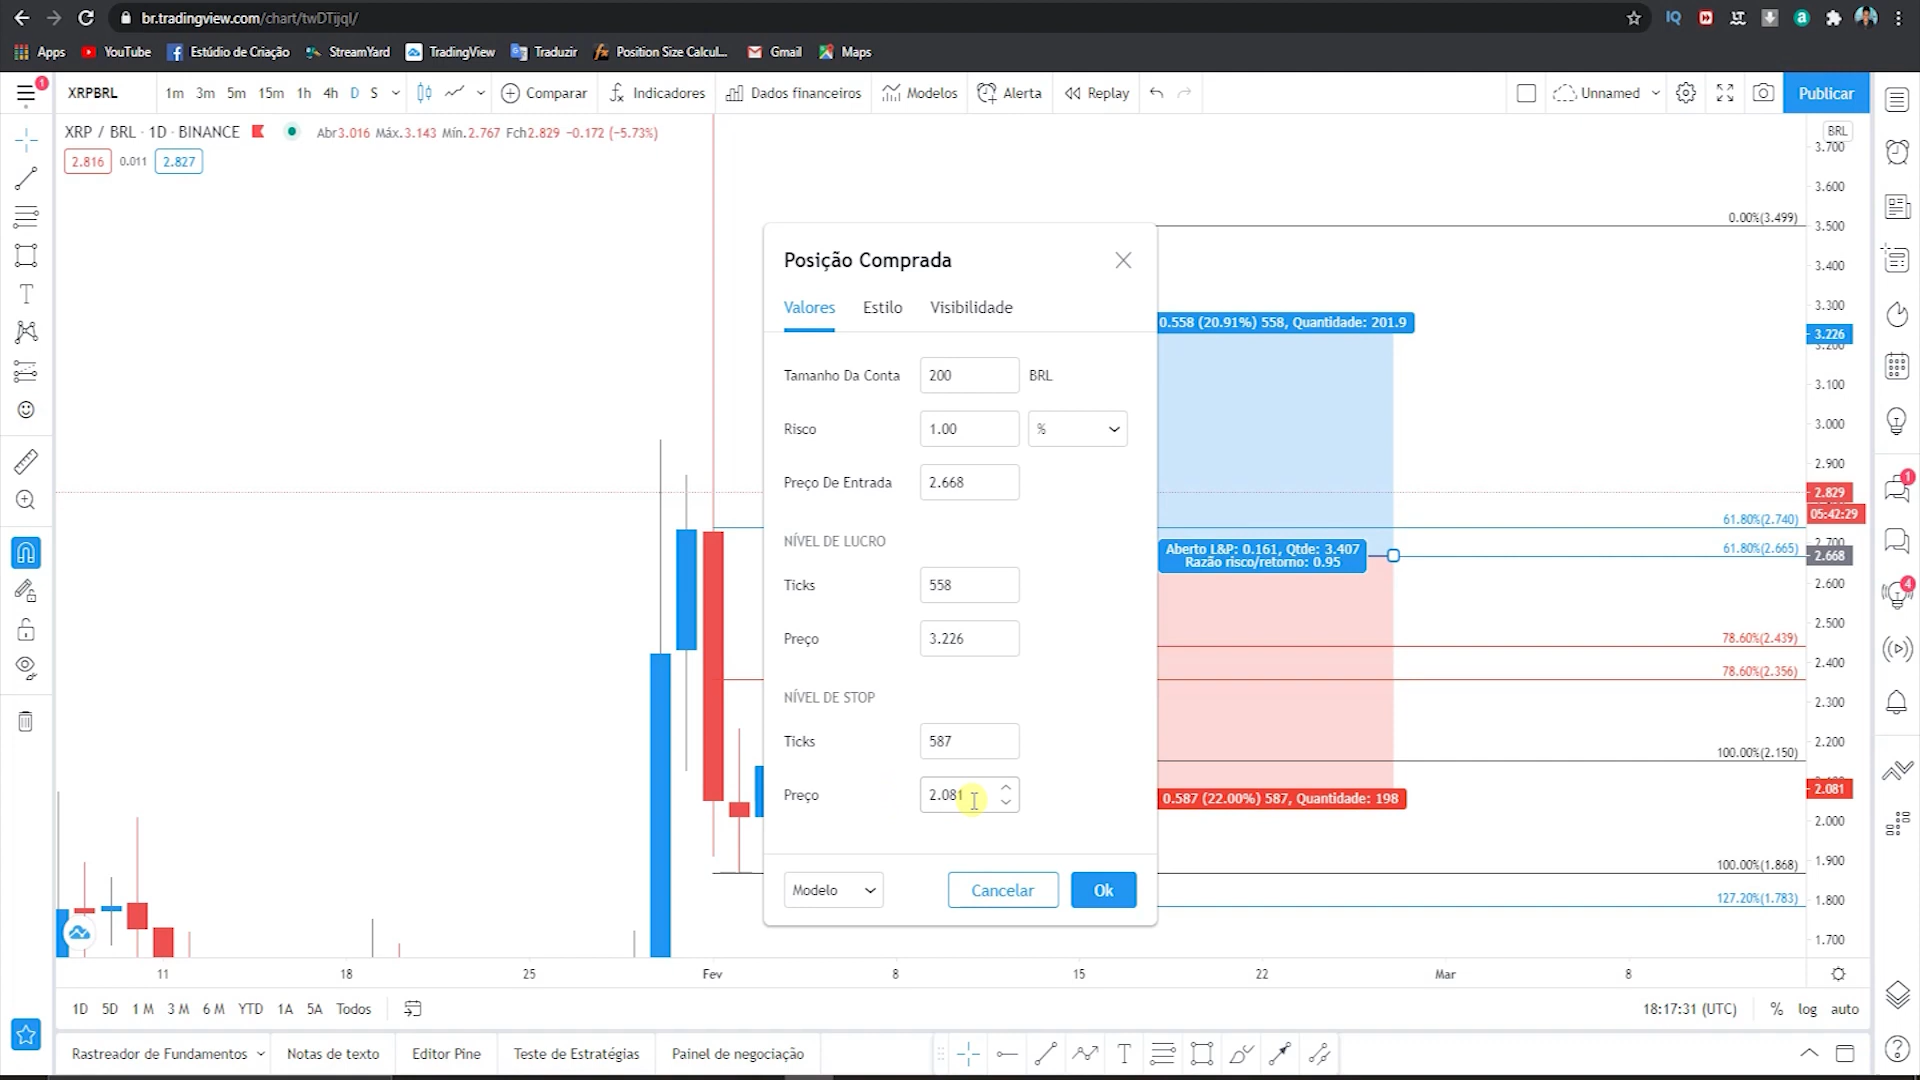 br.tradingview.com/chart/twDTijql/
Apps YouTube Estúdio de Criação StreamYard TradingView Traduzir Position Size Calcul... Gmail Maps
1 XRPBRL 1m 3m 5m 15m 1h 4h D S Comparar Indicadores Dados financeiros Modelos Alerta Replay Unnamed Publicar
XRP / BRL · 1D · BINANCE Abr3.016 Máx.3.143 Mín.2.767 Fch2.829 −0.172 (−5.73%)
2.816 0.011 2.827
BRL
3.700
3.600
0.00%(3.499)
3.500
3.400
3.300
3.226
3.200
3.100
3.000
2.900
2.829
05:42:29
61.80%(2.740)
2.700
61.80%(2.665)
2.668
2.600
2.500
78.60%(2.439)
2.400
78.60%(2.356)
2.300
2.200
100.00%(2.150)
2.081
2.000
1.900
100.00%(1.868)
127.20%(1.783)
1.800
1.700
Posição Comprada
Valores Estilo Visibilidade
Tamanho Da Conta 200 BRL
Risco 1.00 %
Preço De Entrada 2.668
NÍVEL DE LUCRO
Ticks 558
Preço 3.226
NÍVEL DE STOP
Ticks 587
Preço 2.081
Modelo Cancelar Ok
0.558 (20.91%) 558, Quantidade: 201.9
Aberto L&P: 0.161, Qtde: 3.407
Razão risco/retorno: 0.95
0.587 (22.00%) 587, Quantidade: 198
1
4
11 18 25 Fev 8 15 22 Mar 8
1D 5D 1 M 3 M 6 M YTD 1A 5A Todos 18:17:31 (UTC) % log auto
Rastreador de Fundamentos Notas de texto Editor Pine Teste de Estratégias Painel de negociação